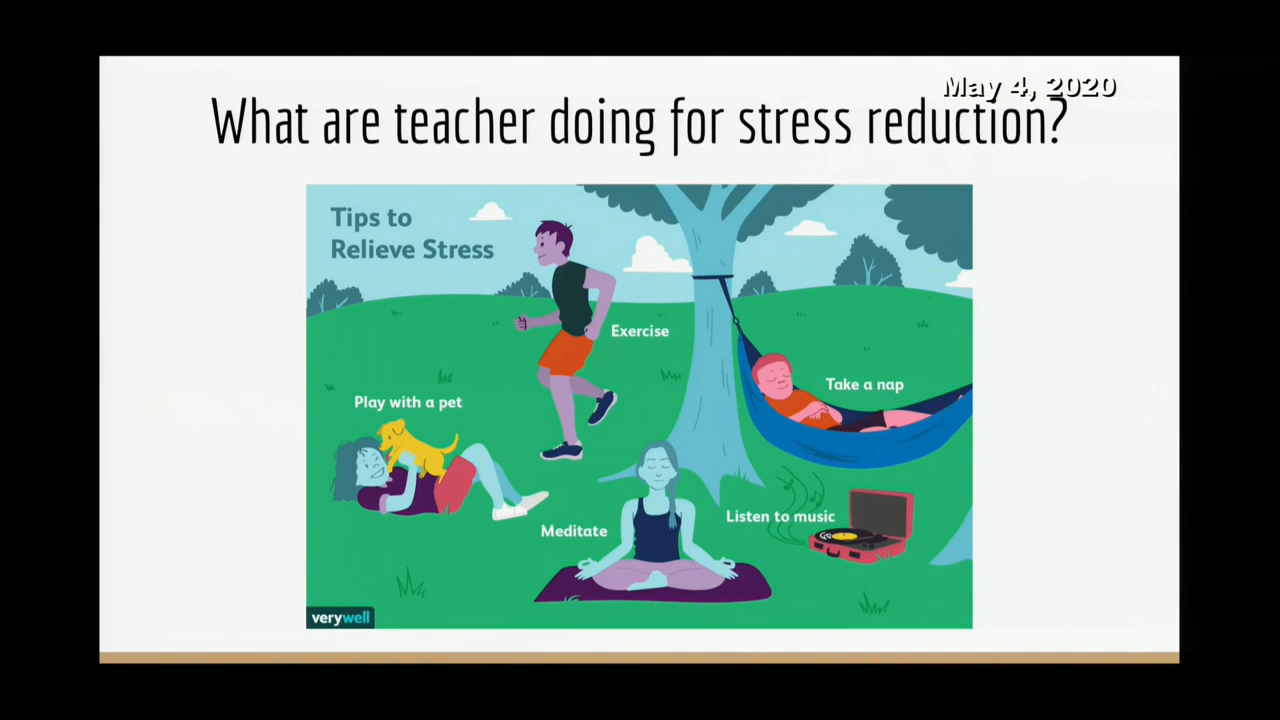 May 4, 2020
What are teacher doing for stress reduction?
Tips to
Relieve Stress
Exercise
Take a nap
Play with a pet
Listen to music
Meditate
verywell